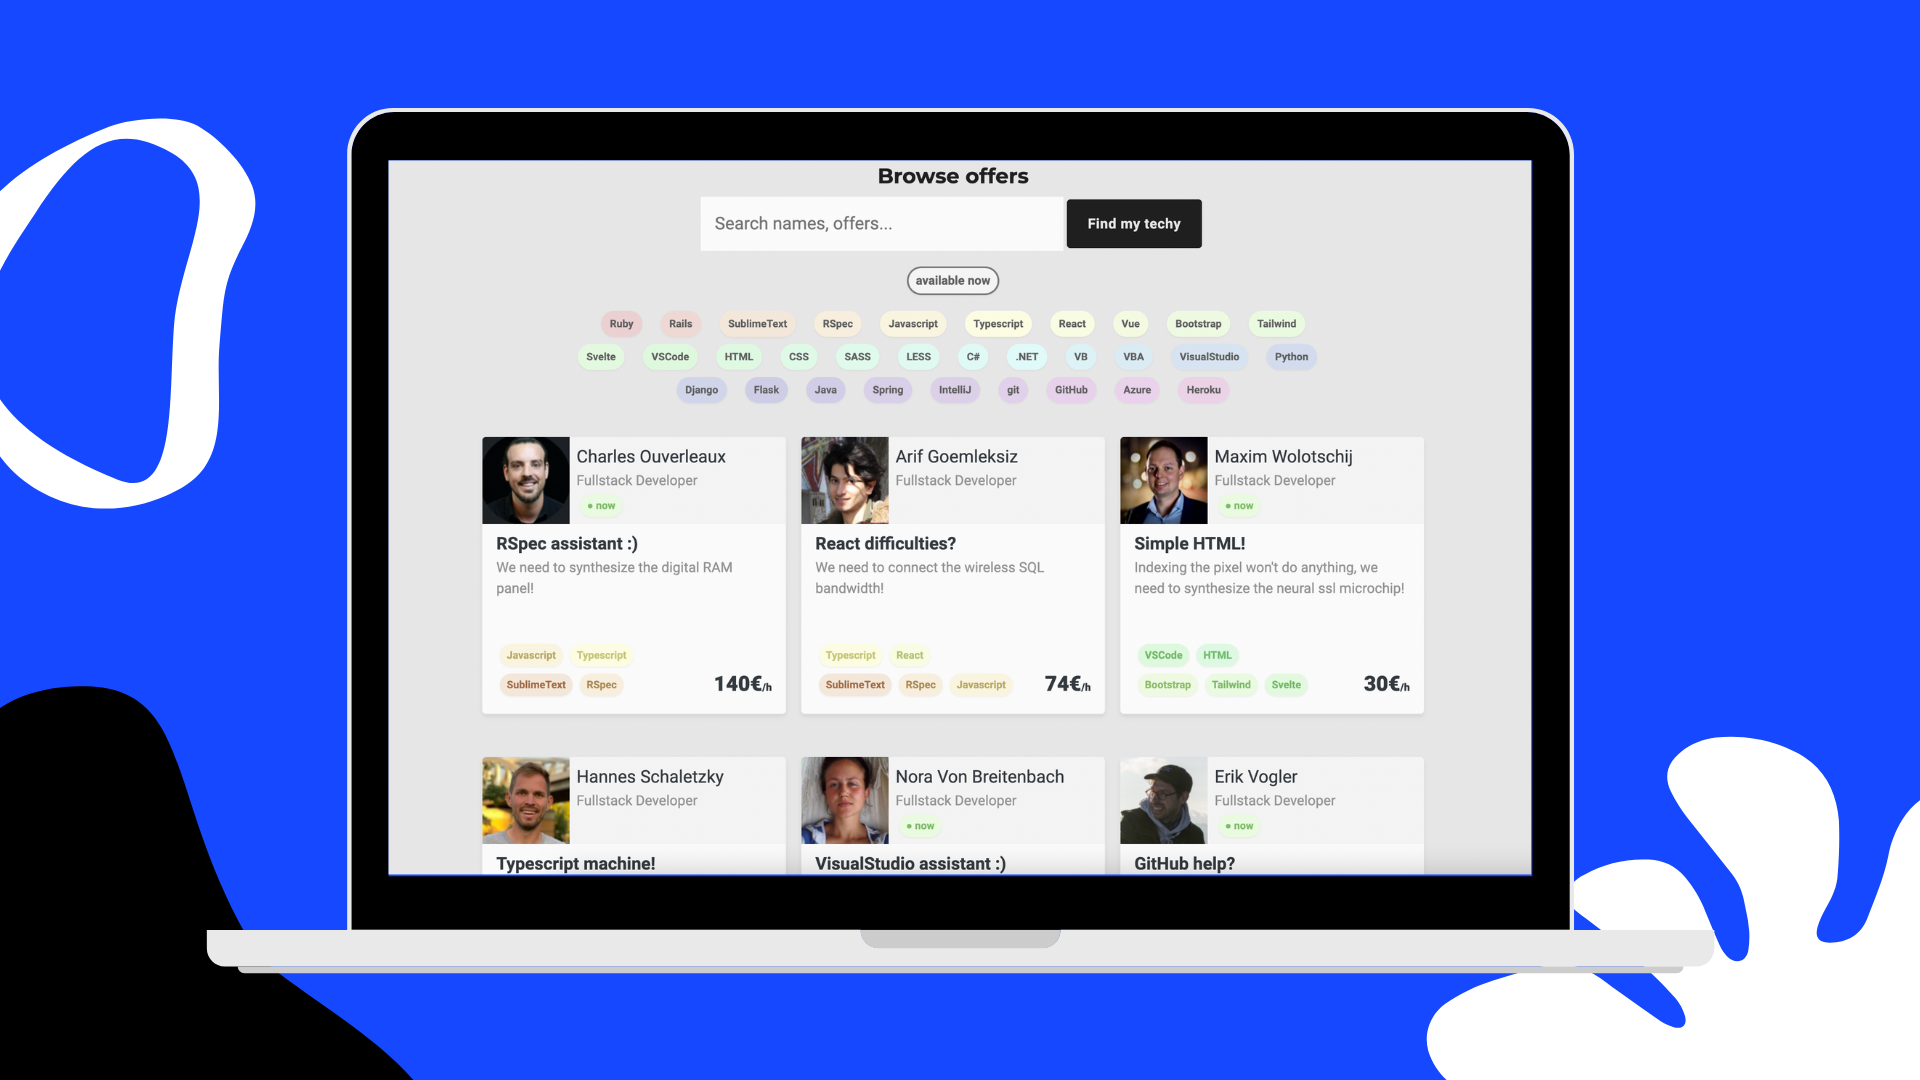 Browse offers
Search names, offers...
Find my techy
available now
Ruby Rails SublimeText RSpec Javascript Typescript React Vue Bootstrap Tailwind
Svelte VSCode HTML CSS SASS LESS C# .NET VB VBA VisualStudio Python
Django Flask Java Spring IntelliJ git GitHub Azure Heroku
Charles Ouverleaux
Fullstack Developer
• now
RSpec assistant :)
We need to synthesize the digital RAM
panel!
Javascript Typescript
SublimeText RSpec
140€/h
Arif Goemleksiz
Fullstack Developer
React difficulties?
We need to connect the wireless SQL
bandwidth!
Typescript React
SublimeText RSpec Javascript
74€/h
Maxim Wolotschij
Fullstack Developer
• now
Simple HTML!
Indexing the pixel won't do anything, we
need to synthesize the neural ssl microchip!
VSCode HTML
Bootstrap Tailwind Svelte
30€/h
Hannes Schaletzky
Fullstack Developer
Typescript machine!
Nora Von Breitenbach
Fullstack Developer
• now
VisualStudio assistant :)
Erik Vogler
Fullstack Developer
• now
GitHub help?